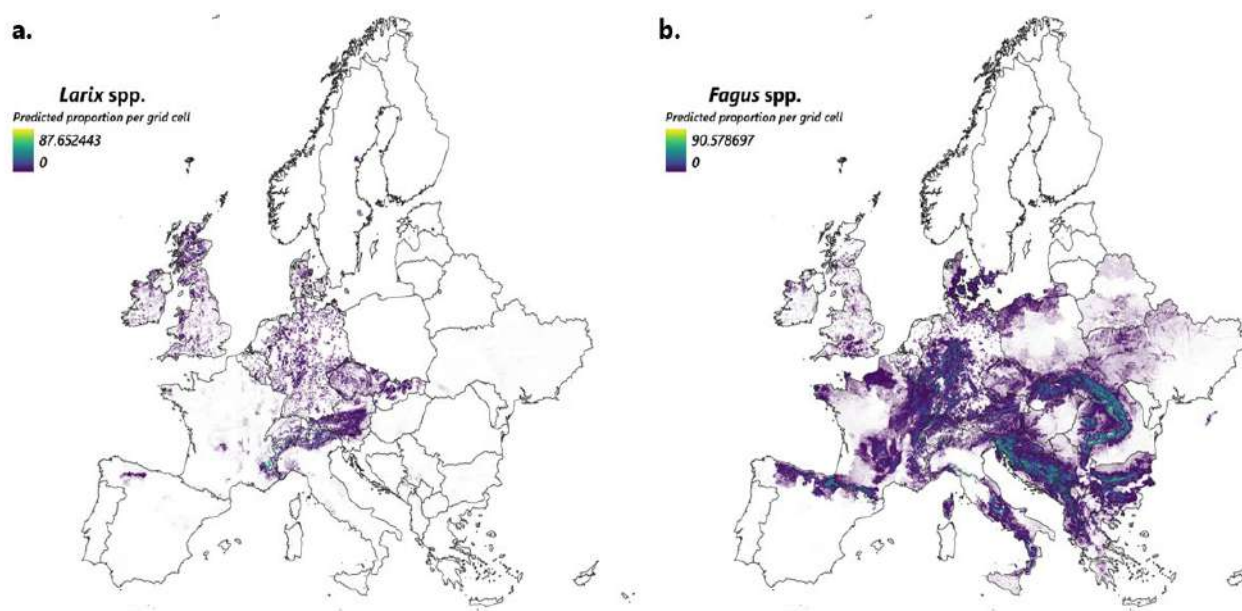 a.
Larix spp.
Predicted proportion per grid cell
87.652443
0
b.
Fagus spp.
Predicted proportion per grid cell
90.578697
0